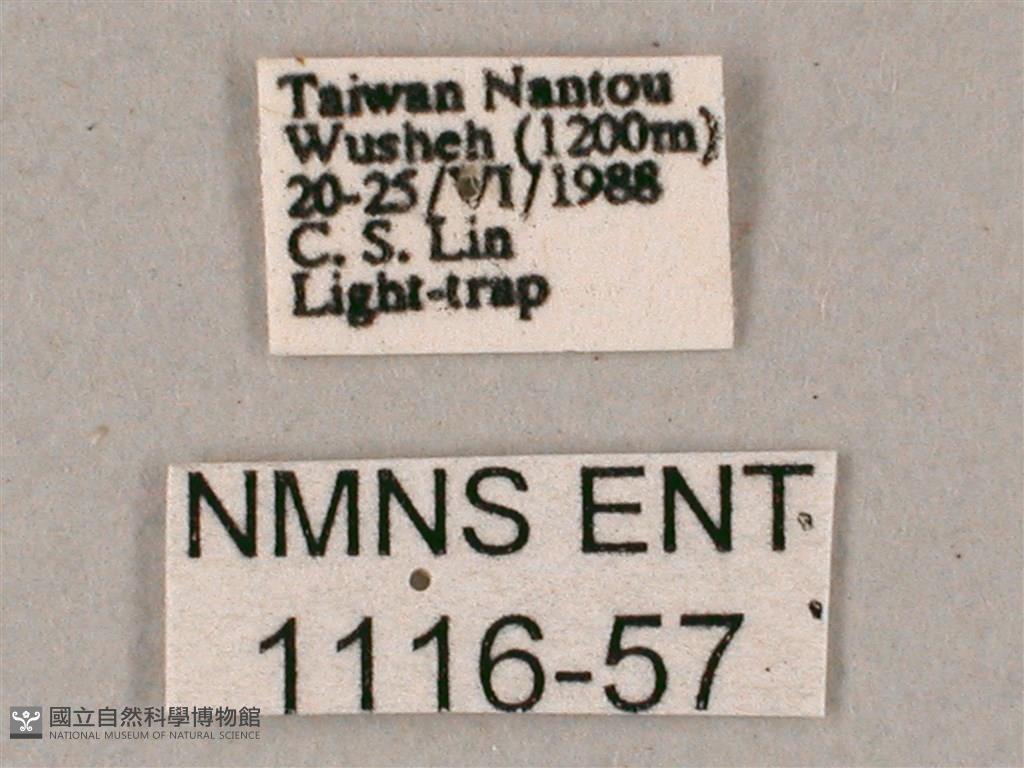 Taiwan Nantou
Wusheh (1200m)
20-25/VI/1988
C. S. Lin
Light-trap
NMNS ENT
1116-57
國立自然科學博物館
NATIONAL MUSEUM OF NATURAL SCIENCE